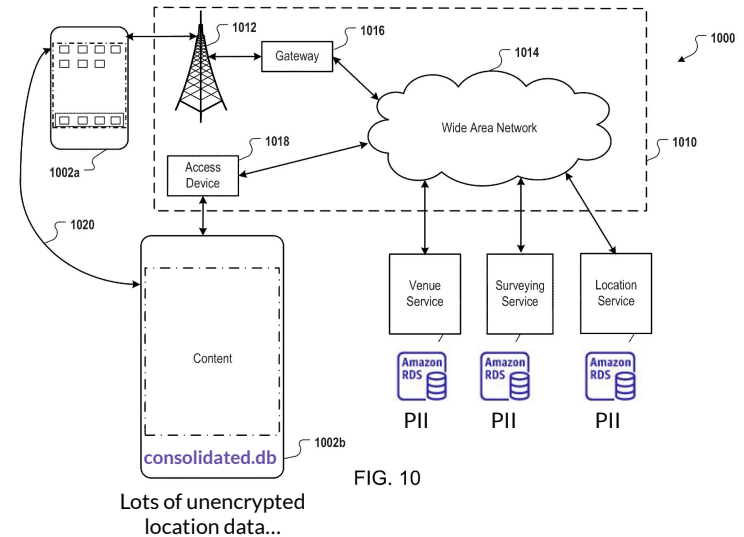 1012
1016
Gateway
1014
1000
Wide Area Network
1018
1010
Access
Device
1002a
1020
Venue
Service
Surveying
Service
Location
Service
Content
Amazon
RDS
Amazon
RDS
Amazon
RDS
PII
PII
PII
consolidated.db
1002b
FIG. 10
Lots of unencrypted
location data...